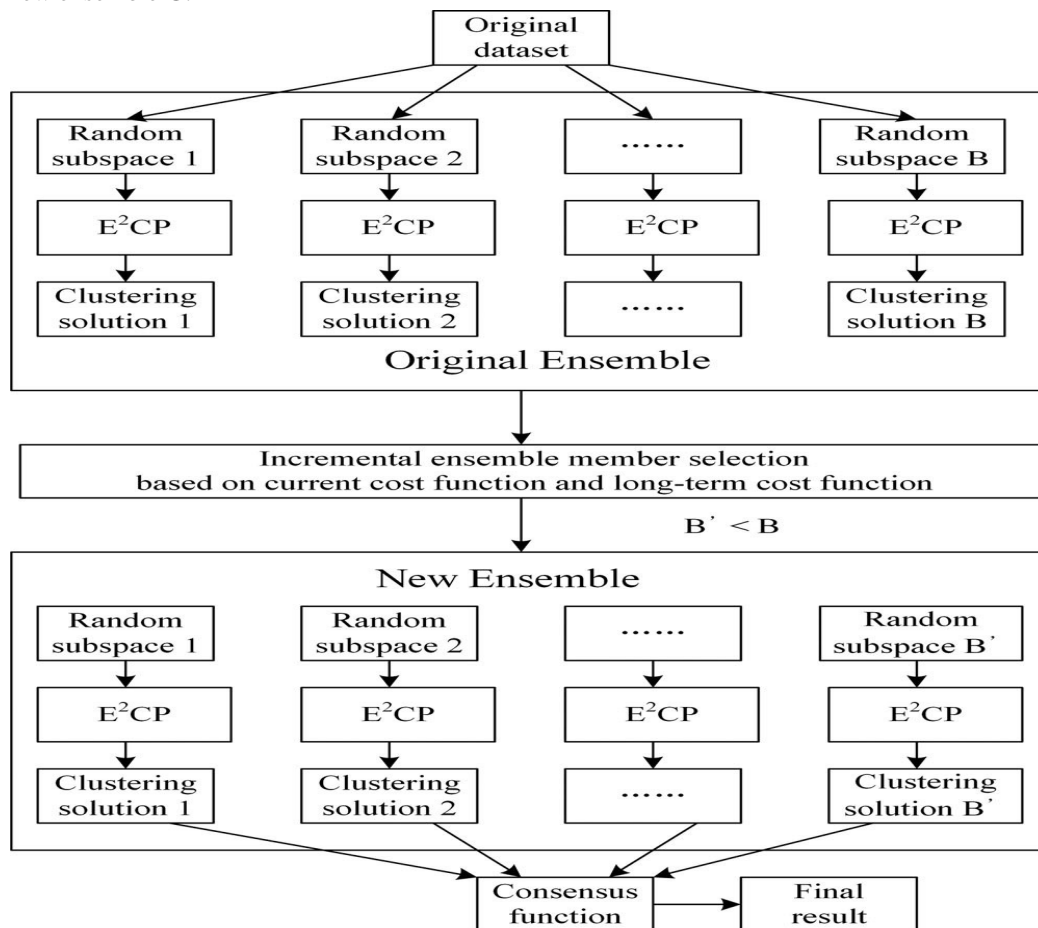 Original
dataset
Random
subspace 1
Random
subspace 2
......
Random
subspace B
E²CP
E²CP
E²CP
E²CP
Clustering
solution 1
Clustering
solution 2
......
Clustering
solution B
Original Ensemble
Incremental ensemble member selection
based on current cost function and long-term cost function
B' < B
New Ensemble
Random
subspace 1
Random
subspace 2
......
Random
subspace B'
E²CP
E²CP
E²CP
E²CP
Clustering
solution 1
Clustering
solution 2
......
Clustering
solution B'
Consensus
function
Final
result